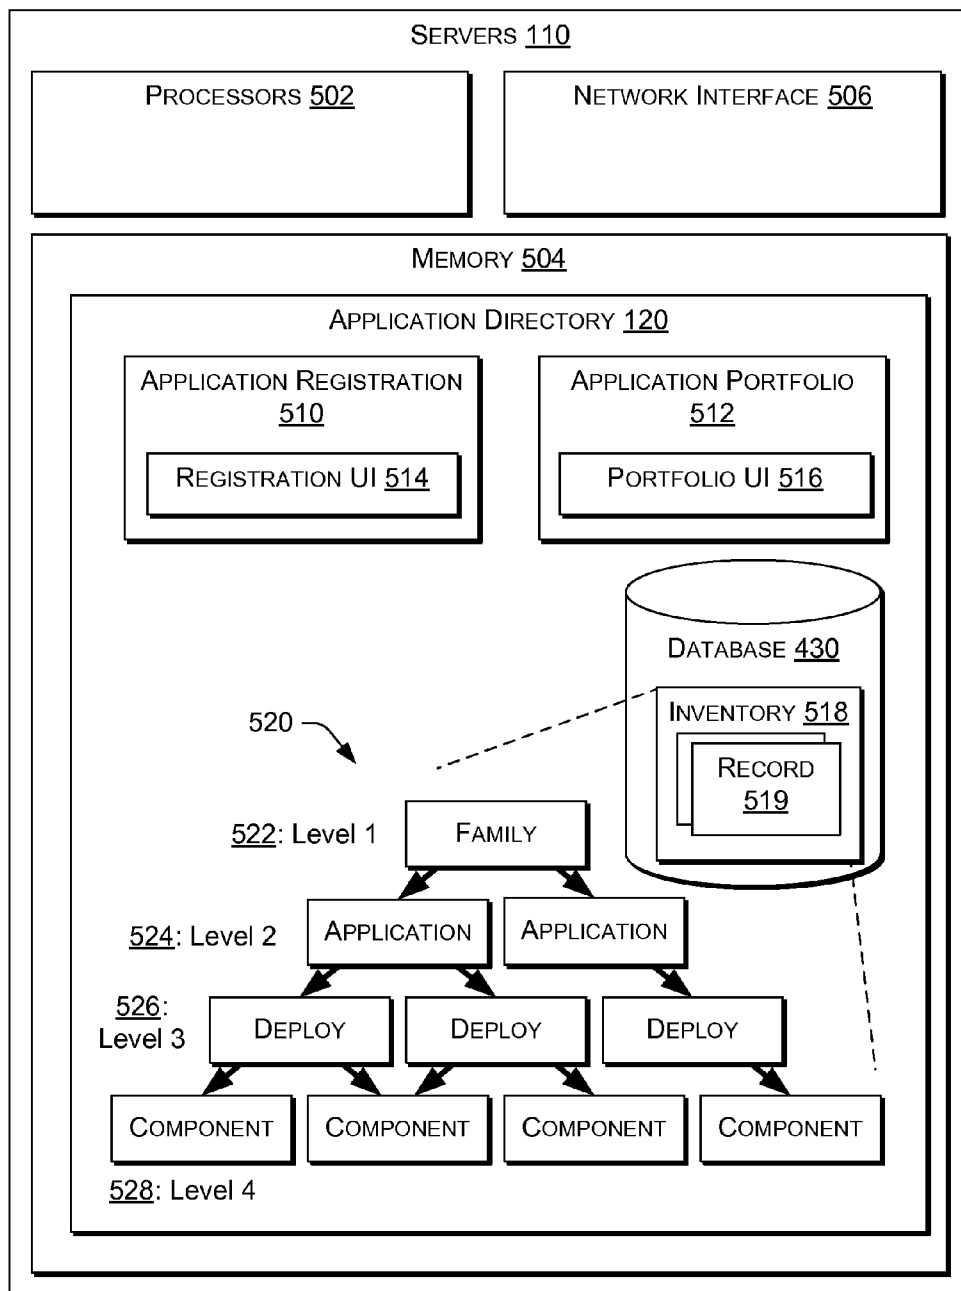 SERVERS 110
PROCESSORS 502
NETWORK INTERFACE 506
MEMORY 504
APPLICATION DIRECTORY 120
APPLICATION REGISTRATION
510
REGISTRATION UI 514
APPLICATION PORTFOLIO
512
PORTFOLIO UI 516
DATABASE 430
INVENTORY 518
RECORD
519
520
522: Level 1
FAMILY
524: Level 2
APPLICATION
APPLICATION
526:
Level 3
DEPLOY
DEPLOY
DEPLOY
COMPONENT
COMPONENT
COMPONENT
COMPONENT
528: Level 4